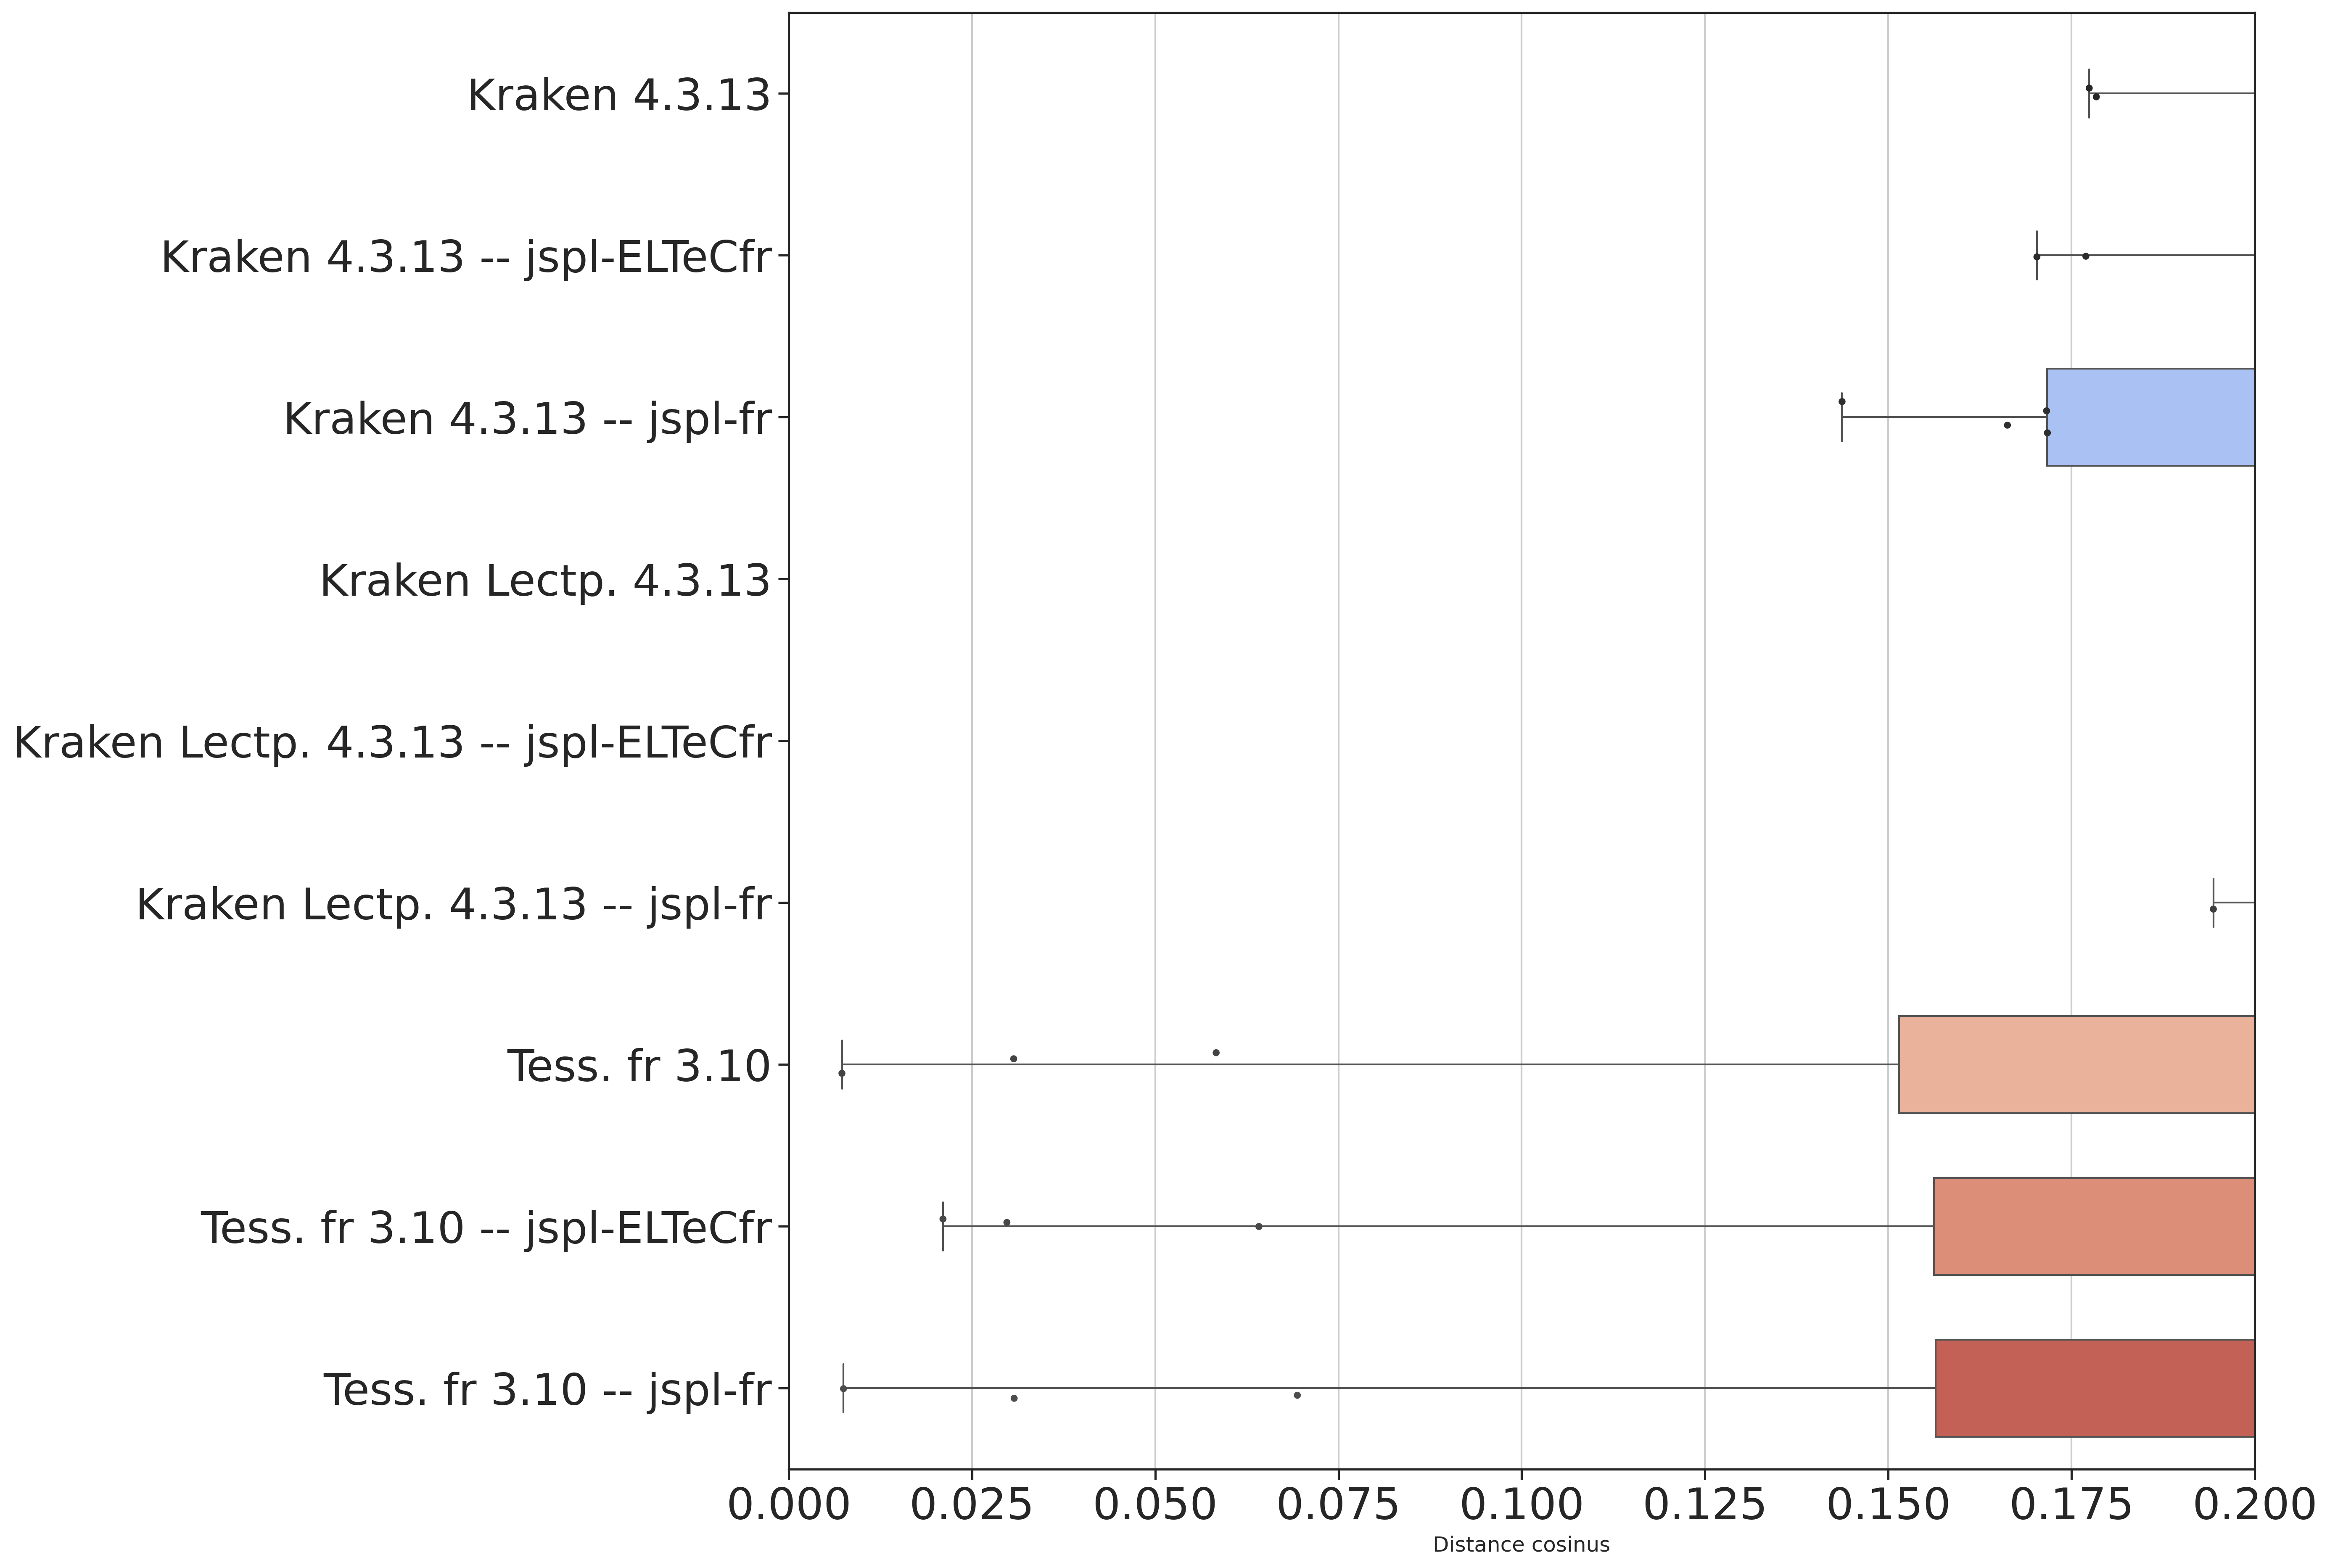 Kraken 4.3.13
Kraken 4.3.13 -- jspl-ELTeCfr
Kraken 4.3.13 -- jspl-fr
Kraken Lectp. 4.3.13
Kraken Lectp. 4.3.13 -- jspl-ELTeCfr
Kraken Lectp. 4.3.13 -- jspl-fr
Tess. fr 3.10
Tess. fr 3.10 -- jspl-ELTeCfr
Tess. fr 3.10 -- jspl-fr
0.000 0.025 0.050 0.075 0.100 0.125 0.150 0.175 0.200
Distance cosinus